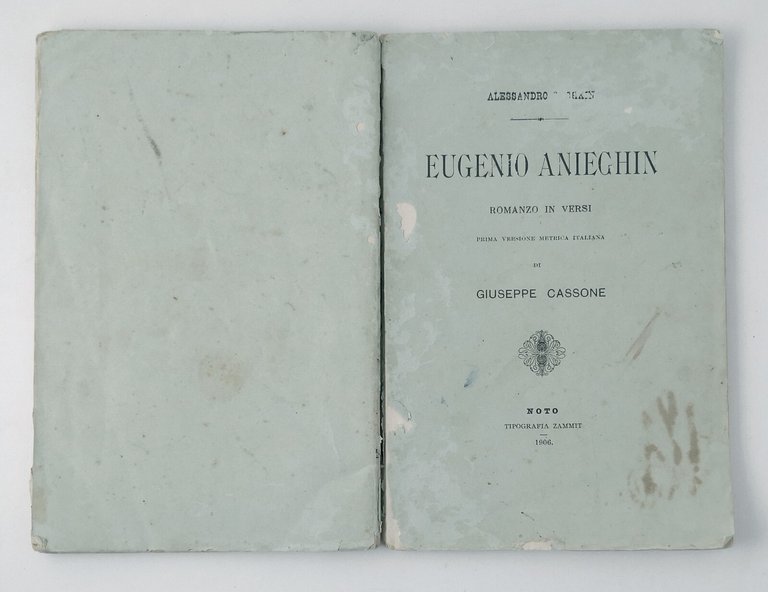 ALESSANDRO
EUGENIO ANIEGHIN
ROMANZO IN VERSI
PRIMA VERSIONE METRICA ITALIANA
DI
GIUSEPPE CASSONE
NOTO
TIPOGRAFIA ZAMMIT
1906.